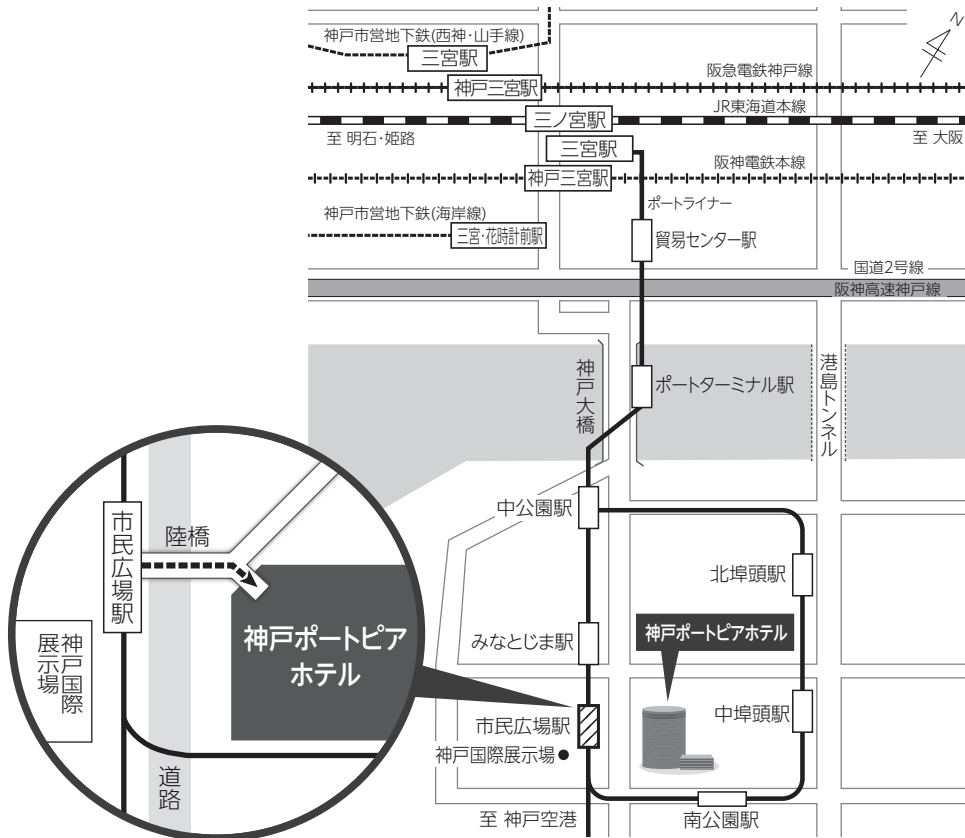 N
神戸市営地下鉄(西神・山手線)
三宮駅
阪急電鉄神戸線
神戸三宮駅
JR東海道本線
三ノ宮駅
至 明石・姫路
至 大阪
三宮駅
阪神電鉄本線
神戸三宮駅
ポートライナー
神戸市営地下鉄(海岸線)
三宮・花時計前駅
貿易センター駅
国道2号線
阪神高速神戸線
神戸大橋
ポートターミナル駅
港島トンネル
中公園駅
北埠頭駅
みなとじま駅
神戸ポートピアホテル
中埠頭駅
市民広場駅
神戸国際展示場
南公園駅
至 神戸空港
市民広場駅
陸橋
神戸ポートピア
ホテル
神戸国際
展示場
道路